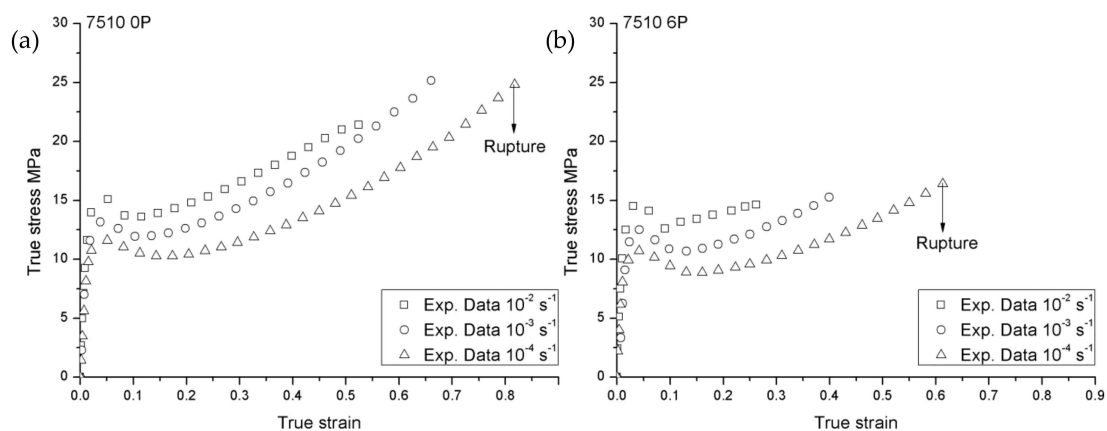 (a)
7510 0P
True stress MPa
30
25
20
15
10
5
0
Rupture
Exp. Data 10⁻² s⁻¹
Exp. Data 10⁻³ s⁻¹
Exp. Data 10⁻⁴ s⁻¹
0.0 0.1 0.2 0.3 0.4 0.5 0.6 0.7 0.8
True strain
(b)
7510 6P
True stress MPa
30
25
20
15
10
5
0
Rupture
Exp. Data 10⁻² s⁻¹
Exp. Data 10⁻³ s⁻¹
Exp. Data 10⁻⁴ s⁻¹
0.0 0.1 0.2 0.3 0.4 0.5 0.6 0.7 0.8 0.9
True strain